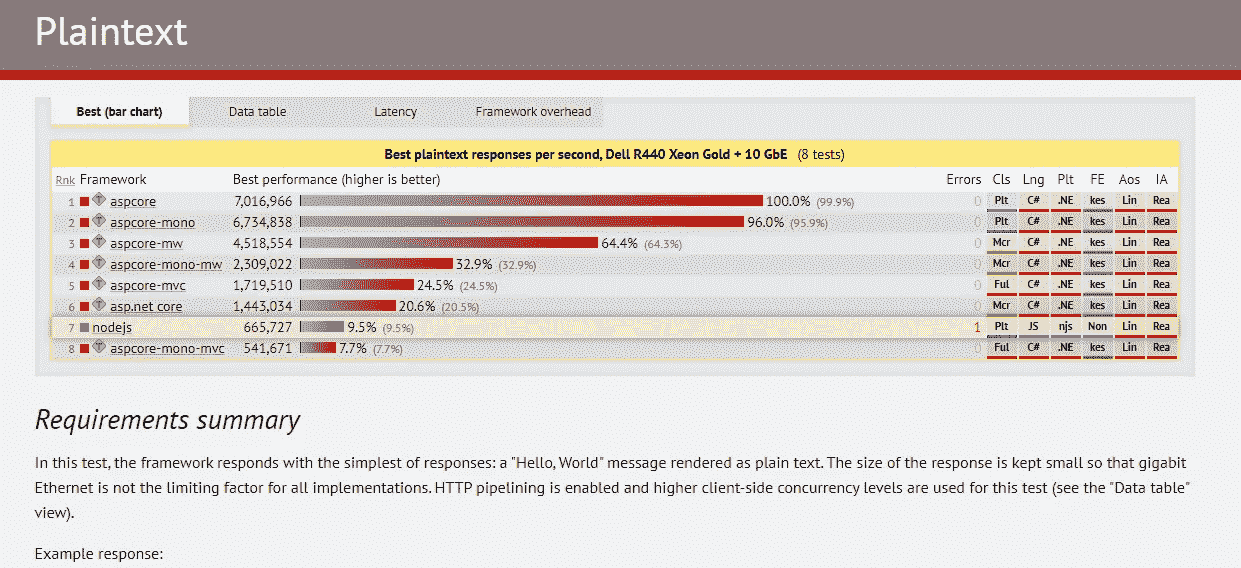 Plaintext
Best (bar chart) Data table Latency Framework overhead
Best plaintext responses per second, Dell R440 Xeon Gold + 10 GbE (8 tests)
Rnk Framework Best performance (higher is better) Errors Cls Lng Plt FE Aos IA
1 T aspcore 7,016,966 100.0% (99.9%) 0 Plt C# .NE kes Lin Rea
2 T aspcore-mono 6,734,838 96.0% (95.9%) 0 Plt C# .NE kes Lin Rea
3 T aspcore-mw 4,518,554 64.4% (64.3%) 0 Mcr C# .NE kes Lin Rea
4 T aspcore-mono-mw 2,309,022 32.9% (32.9%) 0 Mcr C# .NE kes Lin Rea
5 T aspcore-mvc 1,719,510 24.5% (24.5%) 0 Ful C# .NE kes Lin Rea
6 T asp.net core 1,443,034 20.6% (20.5%) 0 Mcr C# .NE kes Lin Rea
7 nodejs 665,727 9.5% (9.5%) 1 Plt JS njs Non Lin Rea
8 T aspcore-mono-mvc 541,671 7.7% (7.7%) 0 Ful C# .NE kes Lin Rea
Requirements summary
In this test, the framework responds with the simplest of responses: a "Hello, World" message rendered as plain text. The size of the response is kept small so that gigabit
Ethernet is not the limiting factor for all implementations. HTTP pipelining is enabled and higher client-side concurrency levels are used for this test (see the "Data table"
view).
Example response: